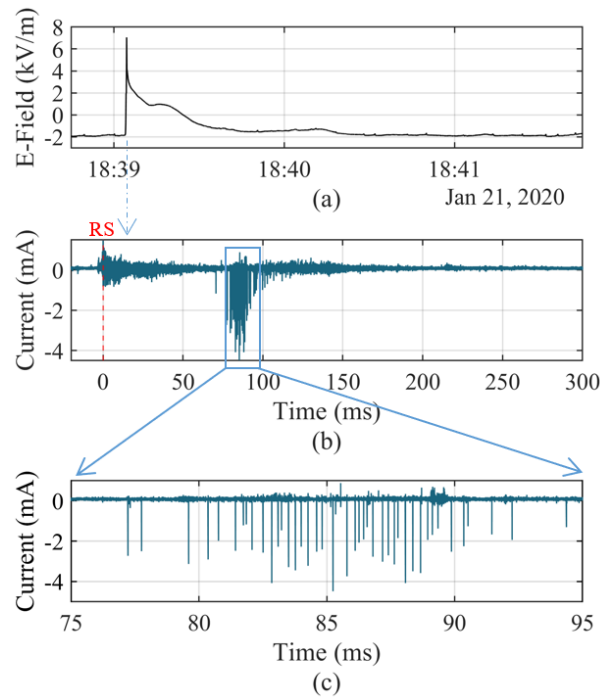 E-Field (kV/m)
8
6
4
2
0
-2
18:39 18:40 18:41
(a)
Jan 21, 2020
RS
Current (mA)
0
-2
-4
0 50 100 150 200 250 300
Time (ms)
(b)
Current (mA)
0
-2
-4
75 80 85 90 95
Time (ms)
(c)